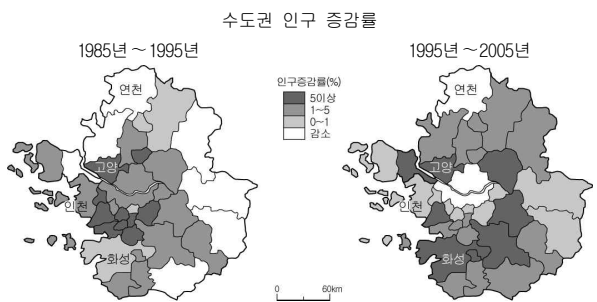 수도권 인구 증감률
1985년 ~ 1995년
1995년 ~ 2005년
인구증감률(%)
5이상
1~5
0~1
감소
연천
고양
인천
화성
연천
고양
인천
화성
0 60km